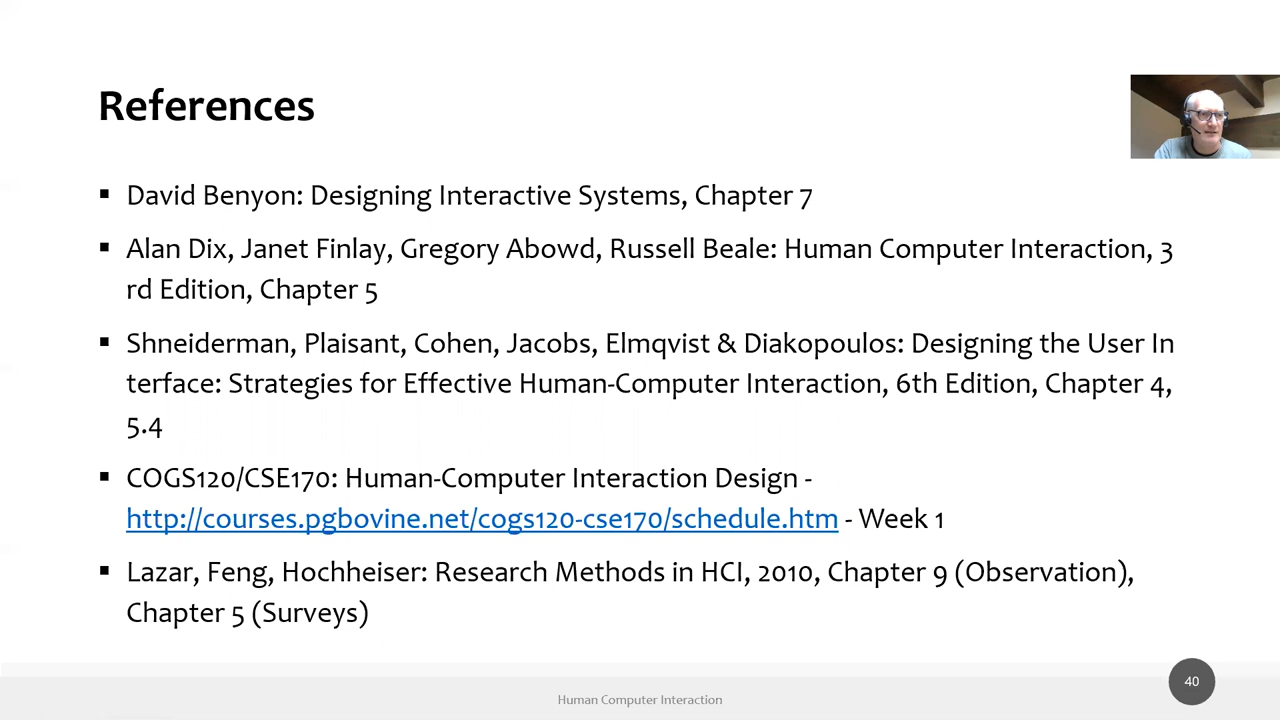 References
▪ David Benyon: Designing Interactive Systems, Chapter 7
▪ Alan Dix, Janet Finlay, Gregory Abowd, Russell Beale: Human Computer Interaction, 3
rd Edition, Chapter 5
▪ Shneiderman, Plaisant, Cohen, Jacobs, Elmqvist & Diakopoulos: Designing the User In
terface: Strategies for Effective Human-Computer Interaction, 6th Edition, Chapter 4,
5.4
▪ COGS120/CSE170: Human-Computer Interaction Design -
http://courses.pgbovine.net/cogs120-cse170/schedule.htm - Week 1
▪ Lazar, Feng, Hochheiser: Research Methods in HCI, 2010, Chapter 9 (Observation),
Chapter 5 (Surveys)
40
Human Computer Interaction